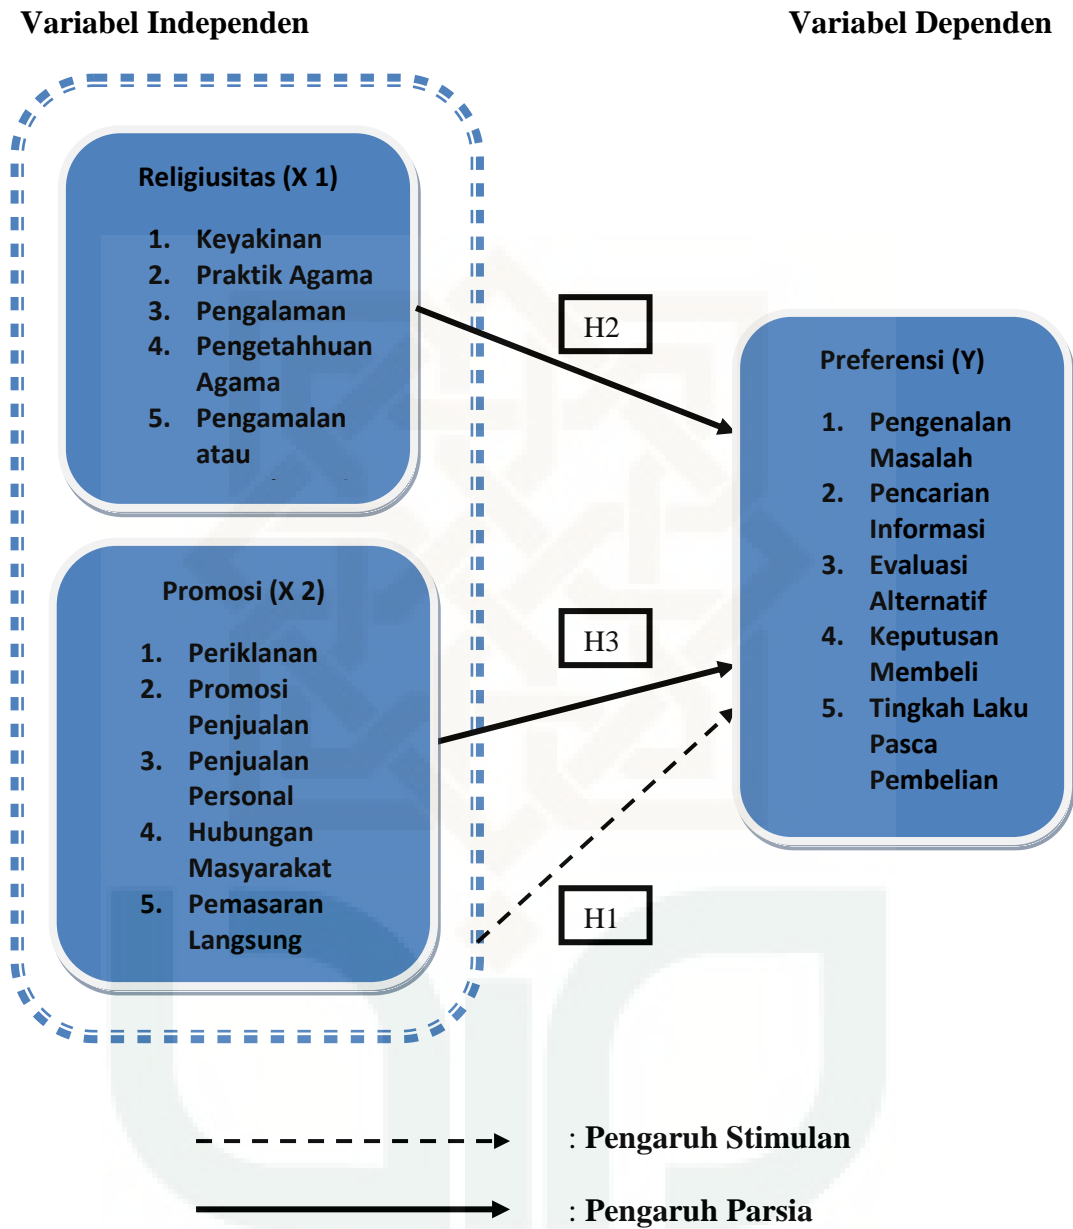 Variabel Independen
Variabel Dependen
Religiusitas (X 1)
1. Keyakinan
2. Praktik Agama
3. Pengalaman
4. Pengetahhuan
Agama
5. Pengamalan
atau
Promosi (X 2)
1. Periklanan
2. Promosi
Penjualan
3. Penjualan
Personal
4. Hubungan
Masyarakat
5. Pemasaran
Langsung
H2
H3
H1
Preferensi (Y)
1. Pengenalan
Masalah
2. Pencarian
Informasi
3. Evaluasi
Alternatif
4. Keputusan
Membeli
5. Tingkah Laku
Pasca
Pembelian
: Pengaruh Stimulan
: Pengaruh Parsia